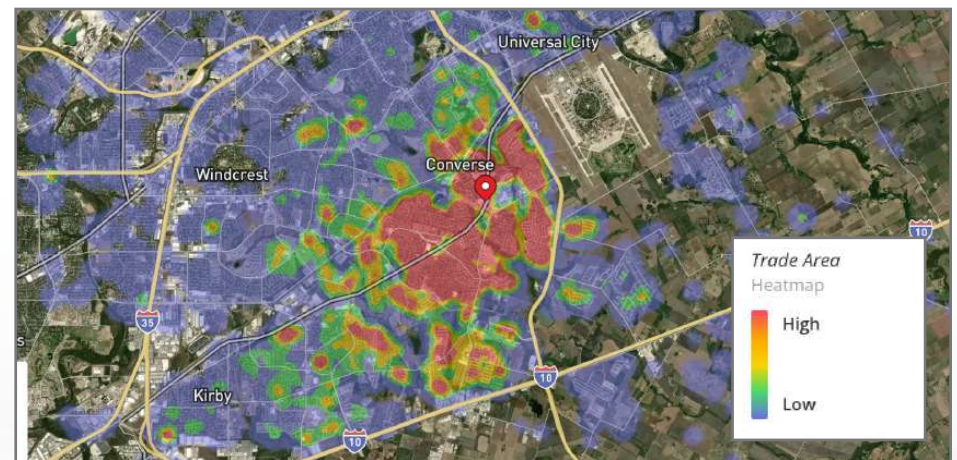 Universal City
Converse
Windcrest
10
Trade Area
Heatmap
High
Low
35
s
10
Kirby
10